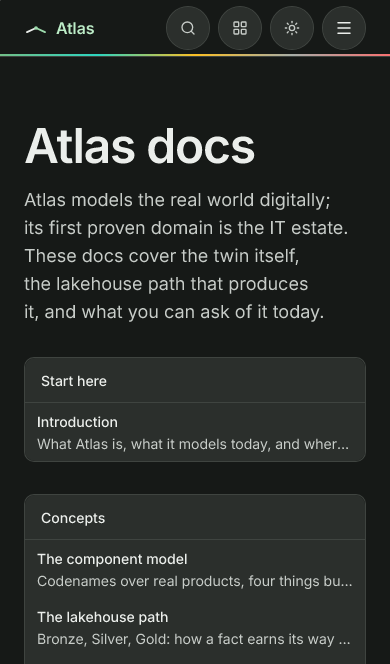 Atlas
Atlas docs
Atlas models the real world digitally;
its first proven domain is the IT estate.
These docs cover the twin itself,
the lakehouse path that produces
it, and what you can ask of it today.
Start here
Introduction
What Atlas is, what it models today, and wher...
Concepts
The component model
Codenames over real products, four things bu...
The lakehouse path
Bronze, Silver, Gold: how a fact earns its way ...